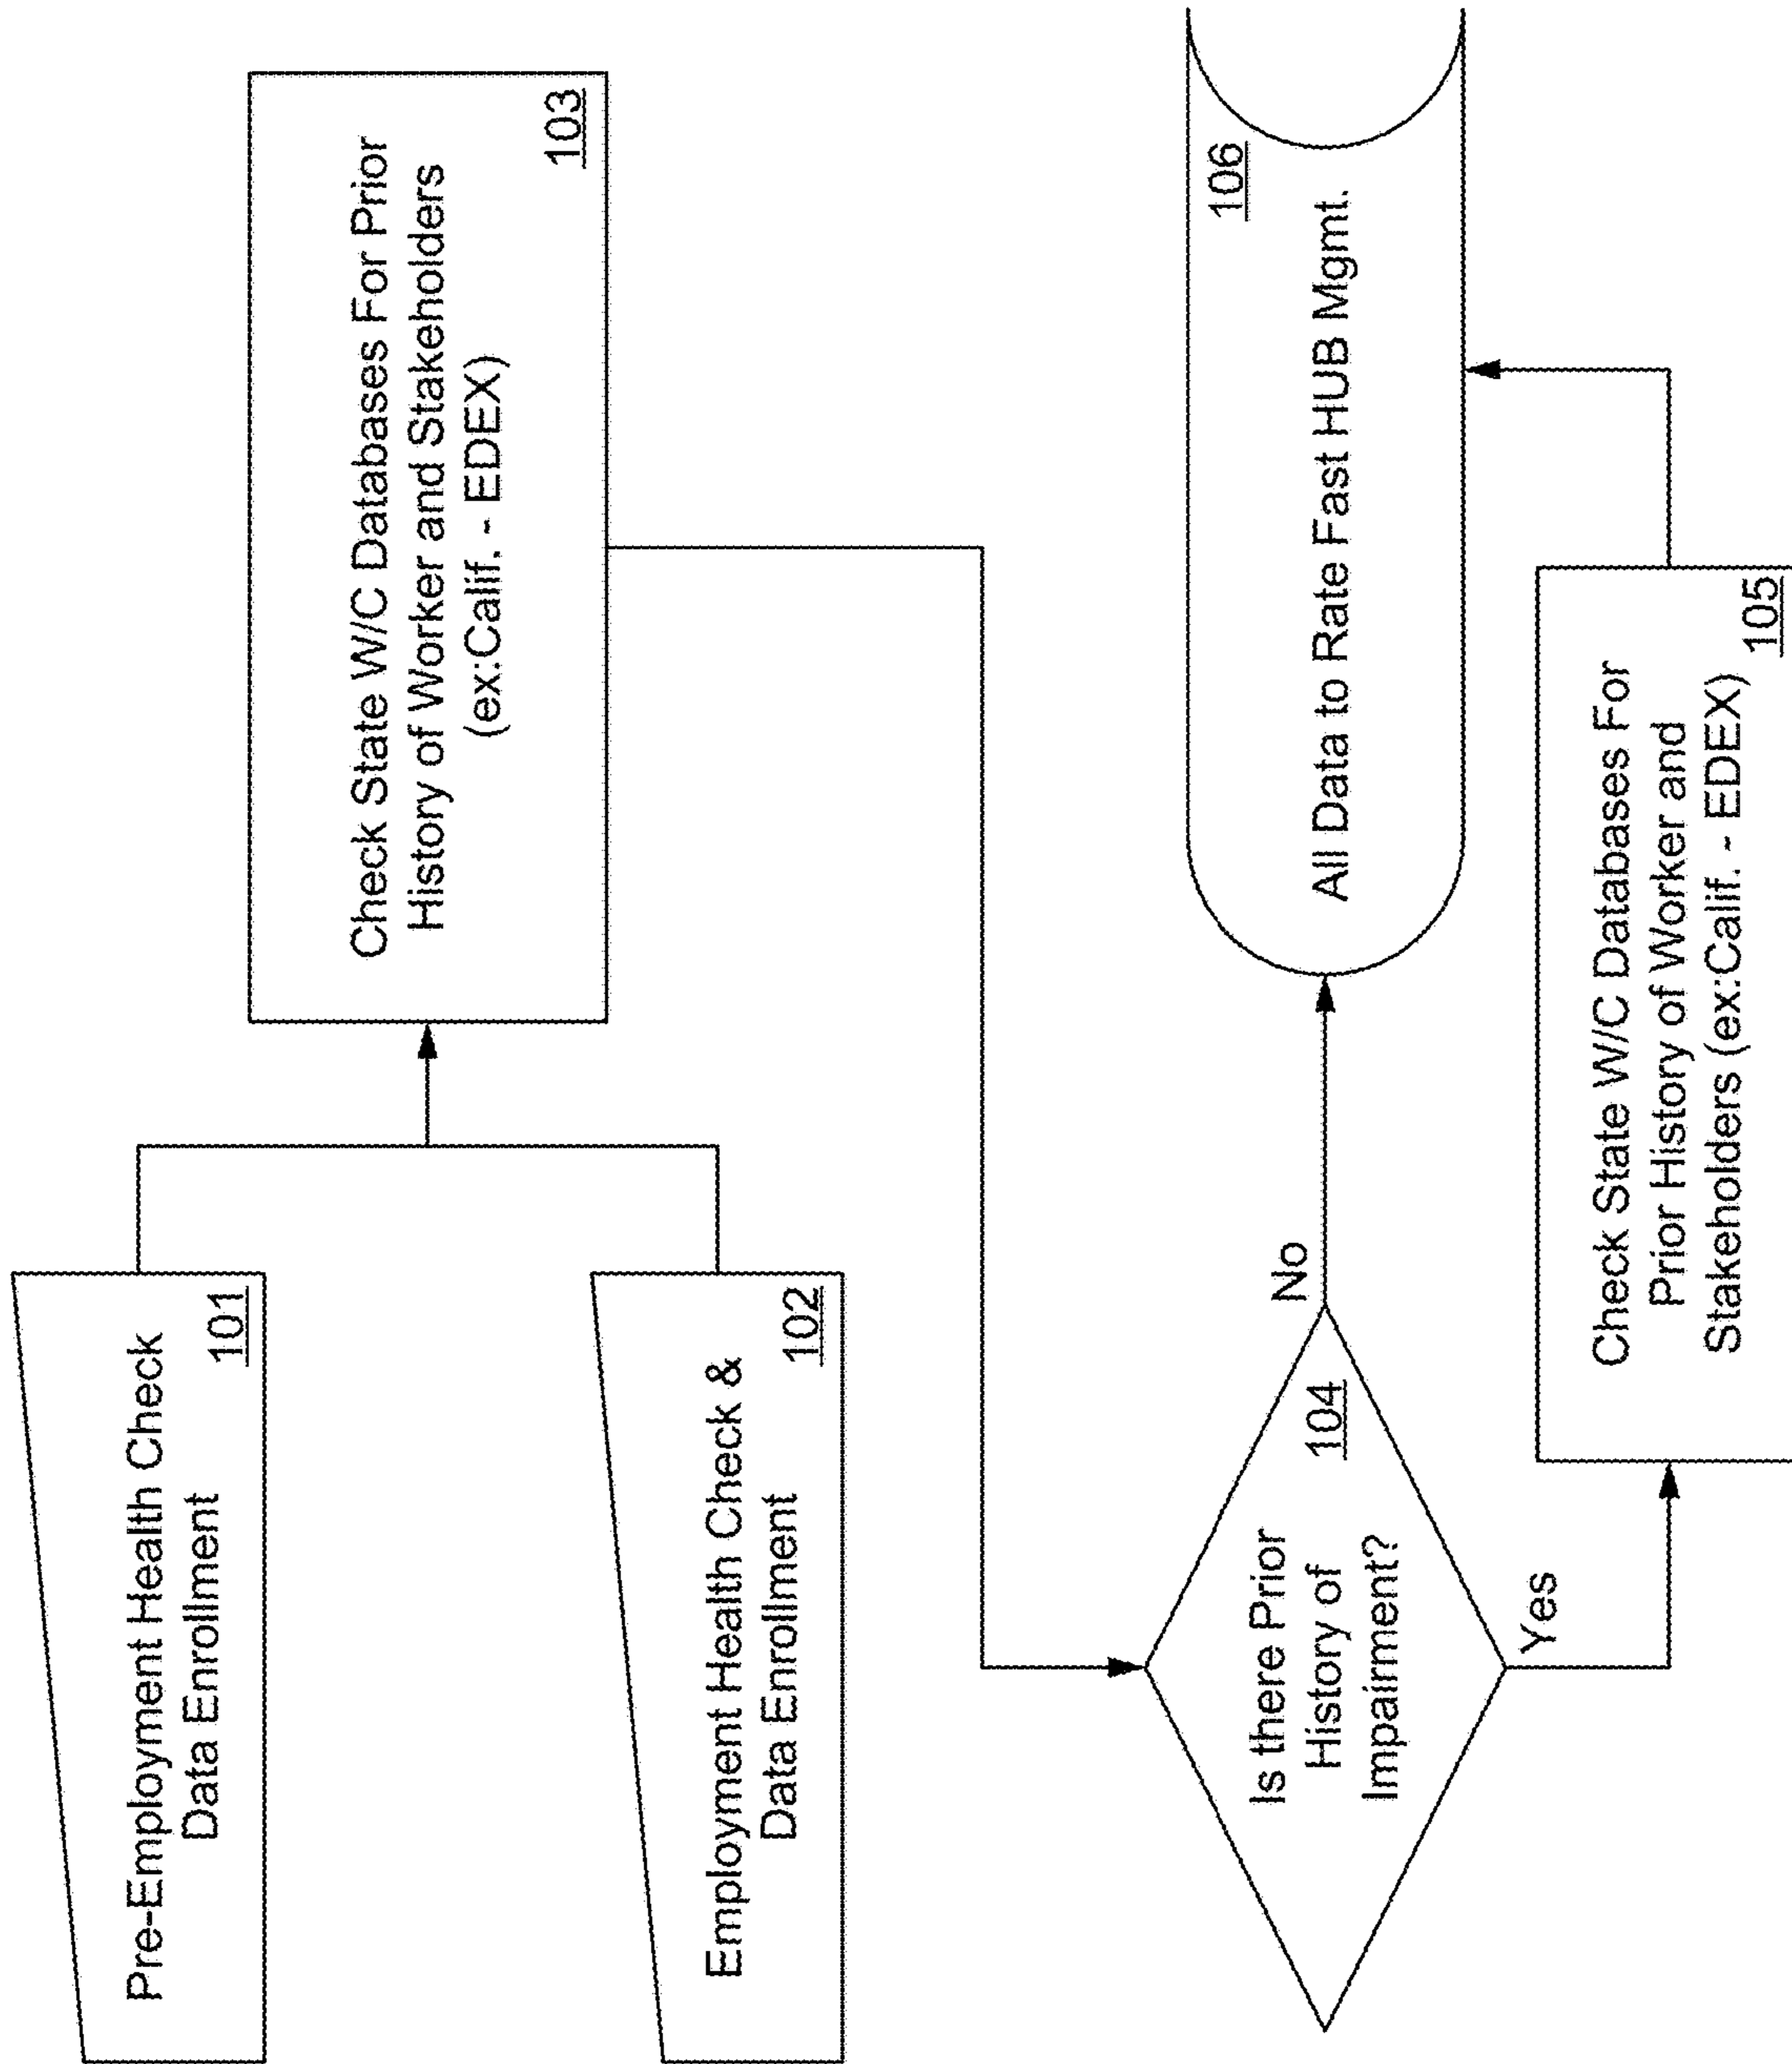 Pre-Employment Health Check
Data Enrollment
101
Employment Health Check &
Data Enrollment
102
Check State W/C Databases For Prior
History of Worker and Stakeholders
(ex:Calif. - EDEX)
103
Is there Prior
History of
Impairment?
104
No
Yes
All Data to Rate Fast HUB Mgmt.
106
Check State W/C Databases For
Prior History of Worker and
Stakeholders (ex:Calif. - EDEX)
105